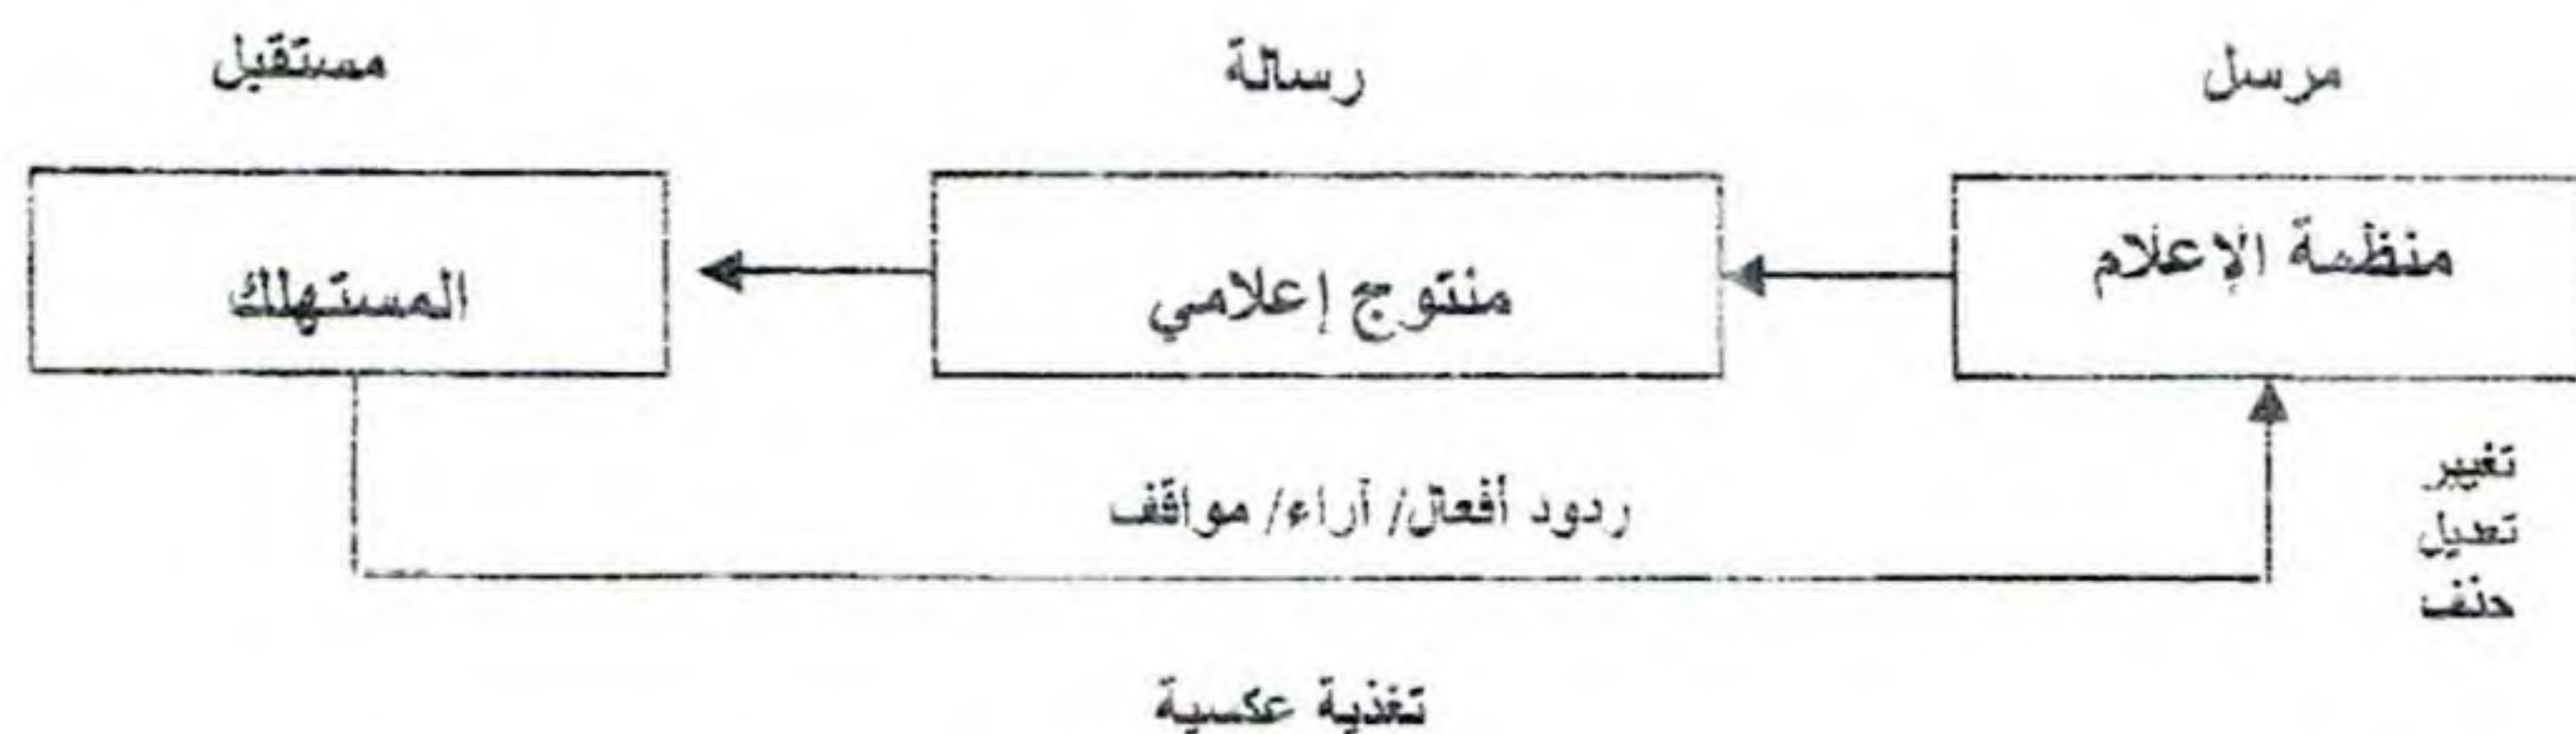 مرسل
رسالة
مستقبل
منظمة الإعلام
منتوج إعلامي
المستهلك
ردود أفعال/ آراء/ مواقف
تغيير
تعديل
حذف
تغذية عكسية